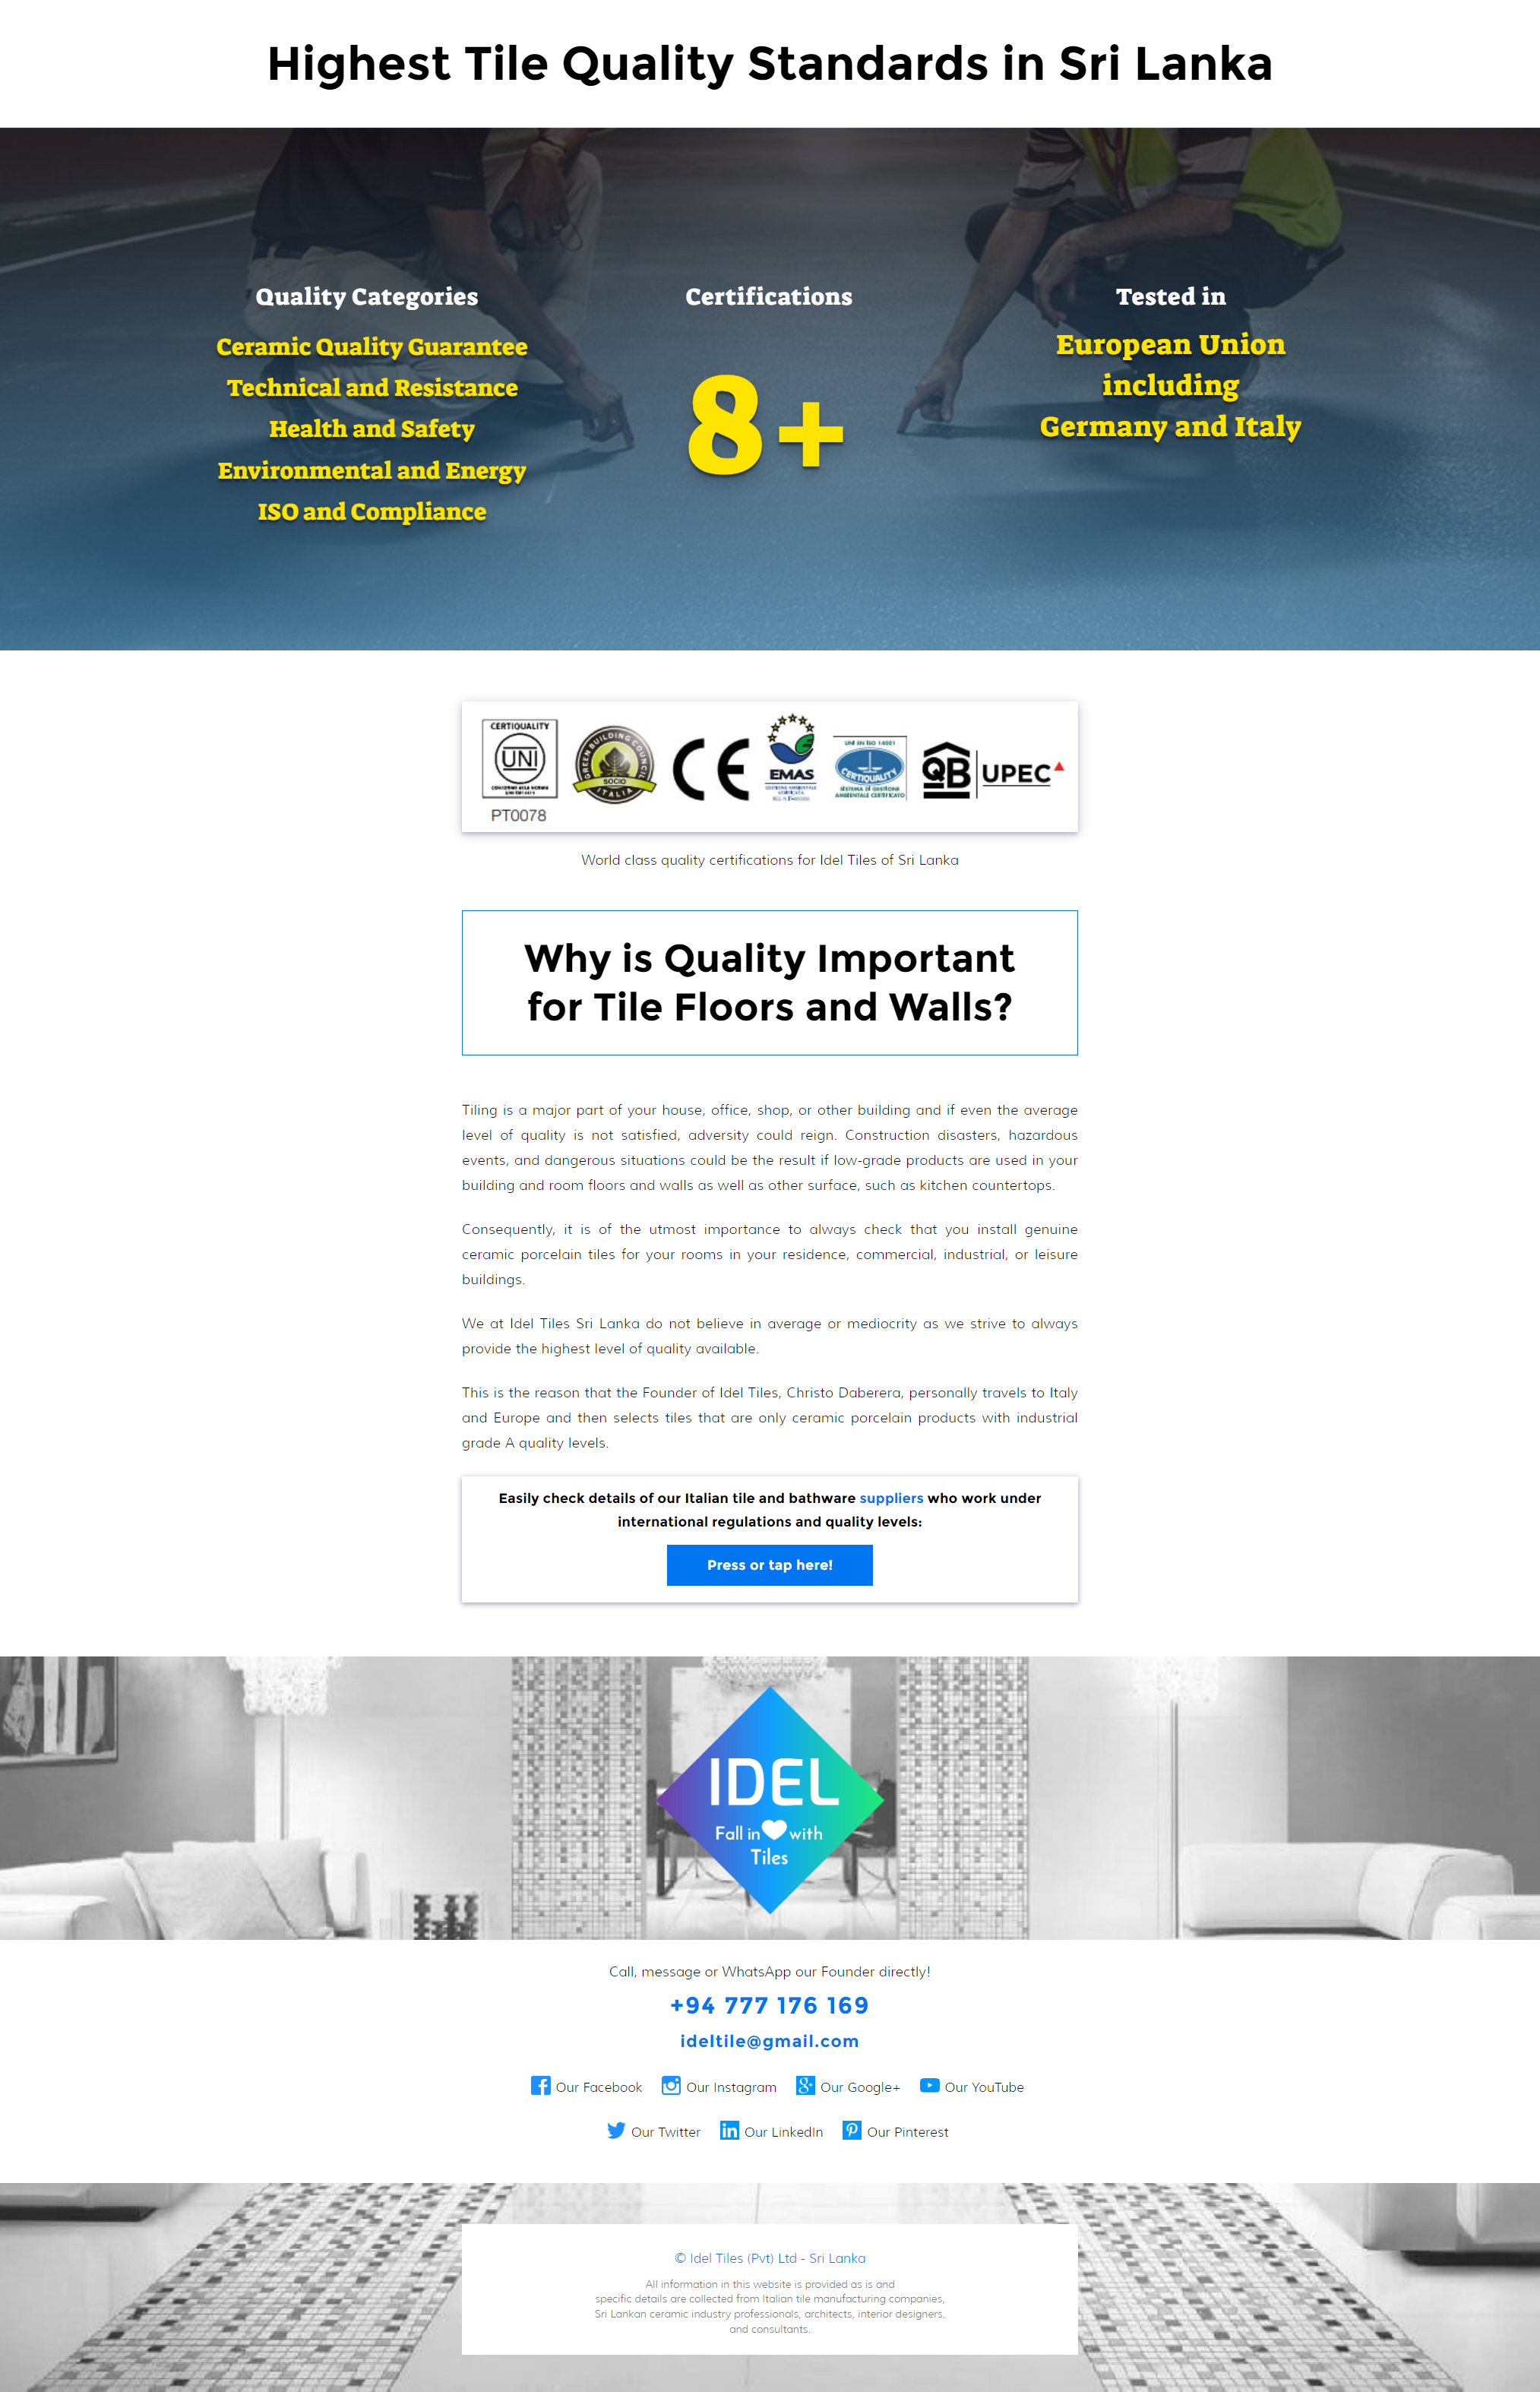 Highest Tile Quality Standards in Sri Lanka
Quality Categories
Ceramic Quality Guarantee
Technical and Resistance
Health and Safety
Environmental and Energy
ISO and Compliance
Certifications
8+
Tested in
European Union
including
Germany and Italy
CERTIQUALITY
UNI
PT0078
GREEN BUILDING COUNCIL
SOCIO
ITALIA
CE
EMAS
UNI EN ISO 14001
CERTIQUALITY
SISTEMA DI GESTIONE
AMBIENTALE CERTIFICATO
QB UPEC
World class quality certifications for Idel Tiles of Sri Lanka
Why is Quality Important
for Tile Floors and Walls?
Tiling is a major part of your house, office, shop, or other building and if even the average
level of quality is not satisfied, adversity could reign. Construction disasters, hazardous
events, and dangerous situations could be the result if low-grade products are used in your
building and room floors and walls as well as other surface, such as kitchen countertops.
Consequently, it is of the utmost importance to always check that you install genuine
ceramic porcelain tiles for your rooms in your residence, commercial, industrial, or leisure
buildings.
We at Idel Tiles Sri Lanka do not believe in average or mediocrity as we strive to always
provide the highest level of quality available.
This is the reason that the Founder of Idel Tiles, Christo Daberera, personally travels to Italy
and Europe and then selects tiles that are only ceramic porcelain products with industrial
grade A quality levels.
Easily check details of our Italian tile and bathware suppliers who work under
international regulations and quality levels:
Press or tap here!
IDEL
Fall in with
Tiles
Call, message or WhatsApp our Founder directly!
+94 777 176 169
ideltile@gmail.com
Our Facebook Our Instagram Our Google+ Our YouTube
Our Twitter Our LinkedIn Our Pinterest
© Idel Tiles (Pvt) Ltd - Sri Lanka
All information in this website is provided as is and
specific details are collected from Italian tile manufacturing companies,
Sri Lankan ceramic industry professionals, architects, interior designers,
and consultants.